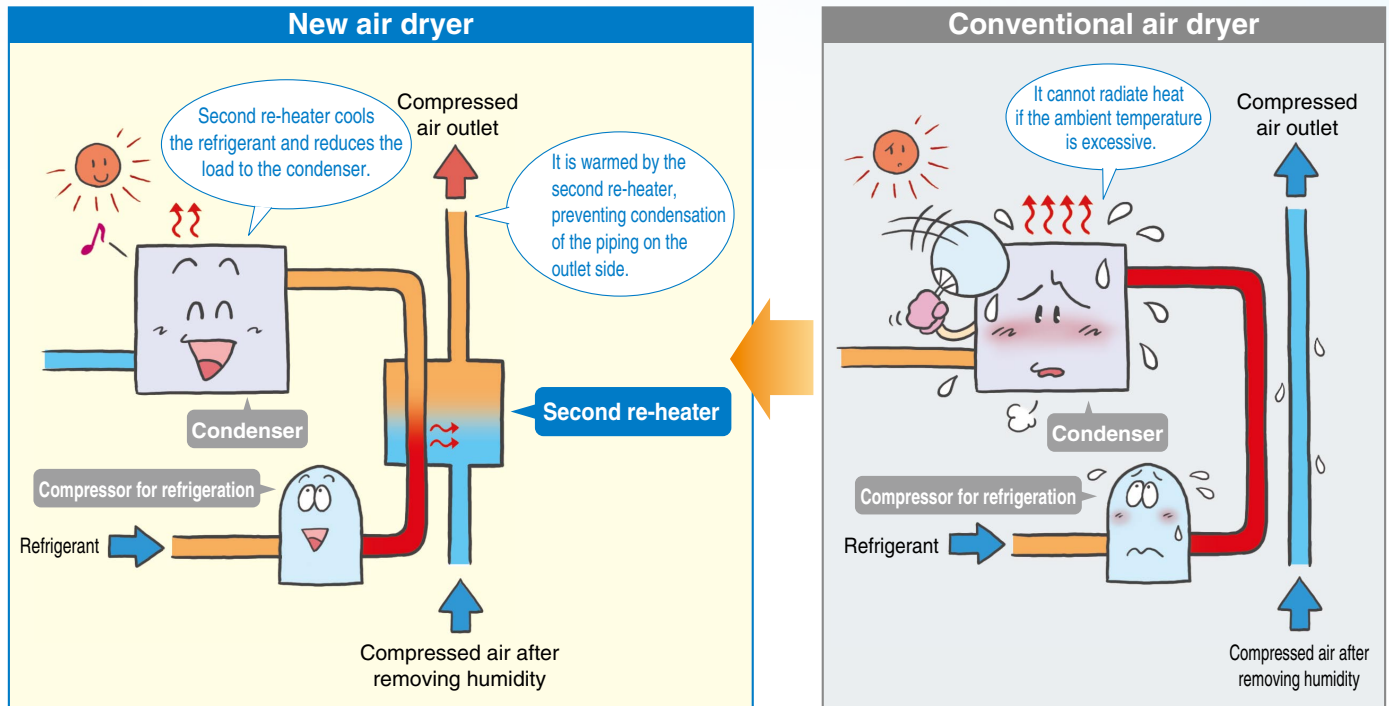 New air dryer
Second re-heater cools
the refrigerant and reduces the
load to the condenser.
Compressed
air outlet
It is warmed by the
second re-heater,
preventing condensation
of the piping on the
outlet side.
Condenser
Second re-heater
Compressor for refrigeration
Refrigerant
Compressed air after
removing humidity
Conventional air dryer
It cannot radiate heat
if the ambient temperature
is excessive.
Compressed
air outlet
Condenser
Compressor for refrigeration
Refrigerant
Compressed air after
removing humidity